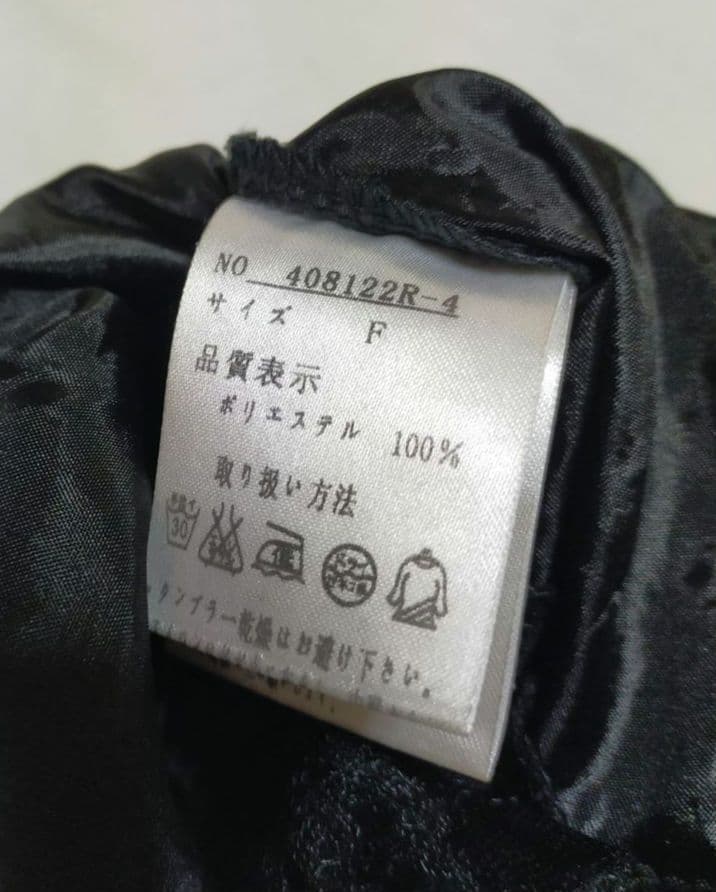 NO 408122R-4
サイズ F
品質表示
ポリエステル 100%
取り扱い方法
30
タンブラー乾燥はお避け下さい。